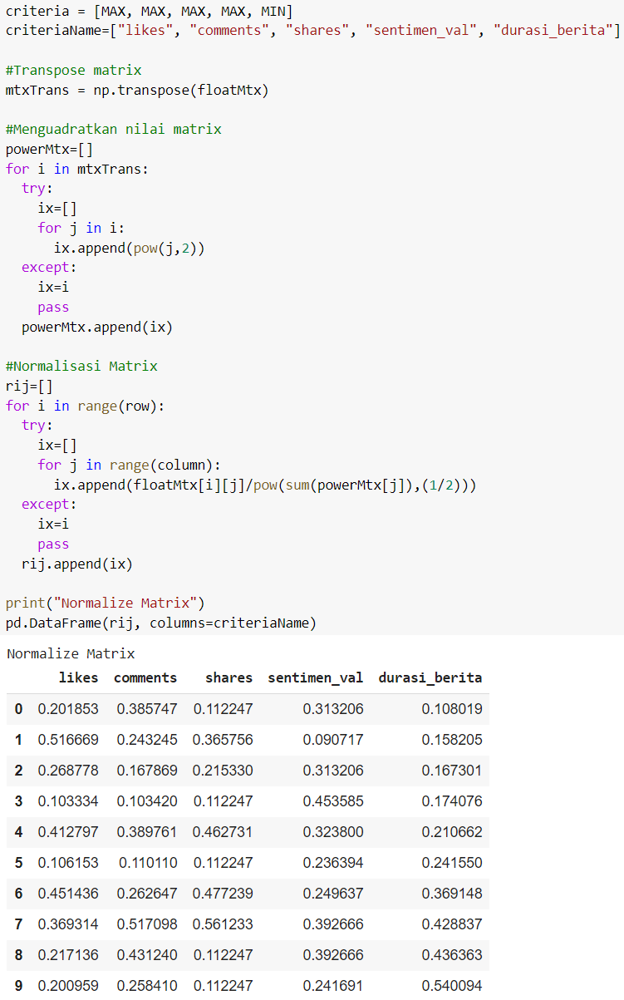 criteria = [MAX, MAX, MAX, MAX, MIN]
criteriaName=["likes", "comments", "shares", "sentimen_val", "durasi_berita"]
#Transpose matrix
mtxTrans = np.transpose(floatMtx)
#Menguadratkan nilai matrix
powerMtx=[]
for i in mtxTrans:
  try:
    ix=[]
    for j in i:
      ix.append(pow(j,2))
  except:
    ix=i
    pass
  powerMtx.append(ix)
#Normalisasi Matrix
rij=[]
for i in range(row):
  try:
    ix=[]
    for j in range(column):
      ix.append(floatMtx[i][j]/pow(sum(powerMtx[j]),(1/2)))
  except:
    ix=i
    pass
  rij.append(ix)
print("Normalize Matrix")
pd.DataFrame(rij, columns=criteriaName)
Normalize Matrix
likes comments shares sentimen_val durasi_berita
0 0.201853 0.385747 0.112247 0.313206 0.108019
1 0.516669 0.243245 0.365756 0.090717 0.158205
2 0.268778 0.167869 0.215330 0.313206 0.167301
3 0.103334 0.103420 0.112247 0.453585 0.174076
4 0.412797 0.389761 0.462731 0.323800 0.210662
5 0.106153 0.110110 0.112247 0.236394 0.241550
6 0.451436 0.262647 0.477239 0.249637 0.369148
7 0.369314 0.517098 0.561233 0.392666 0.428837
8 0.217136 0.431240 0.112247 0.392666 0.436363
9 0.200959 0.258410 0.112247 0.241691 0.540094